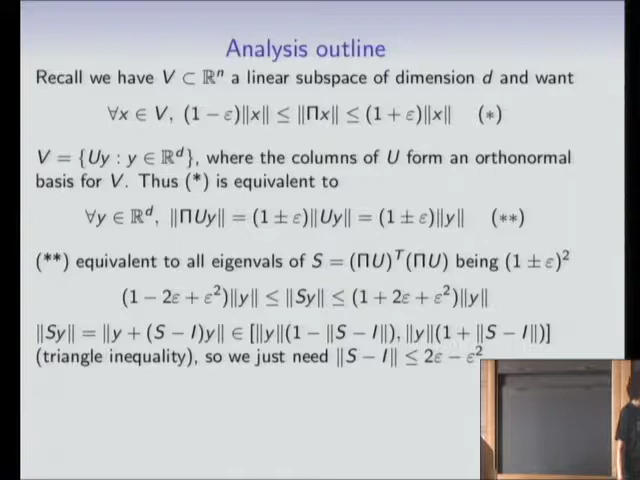 Analysis outline
Recall we have V ⊂ ℝⁿ a linear subspace of dimension d and want
∀x ∈ V, (1 − ε)‖x‖ ≤ ‖Πx‖ ≤ (1 + ε)‖x‖ (∗)
V = {Uy : y ∈ ℝᵈ}, where the columns of U form an orthonormal
basis for V. Thus (*) is equivalent to
∀y ∈ ℝᵈ, ‖ΠUy‖ = (1 ± ε)‖Uy‖ = (1 ± ε)‖y‖ (∗∗)
(**) equivalent to all eigenvals of S = (ΠU)ᵀ(ΠU) being (1 ± ε)²
(1 − 2ε + ε²)‖y‖ ≤ ‖Sy‖ ≤ (1 + 2ε + ε²)‖y‖
‖Sy‖ = ‖y + (S − I)y‖ ∈ [‖y‖(1 − ‖S − I‖), ‖y‖(1 + ‖S − I‖)]
(triangle inequality), so we just need ‖S − I‖ ≤ 2ε − ε²